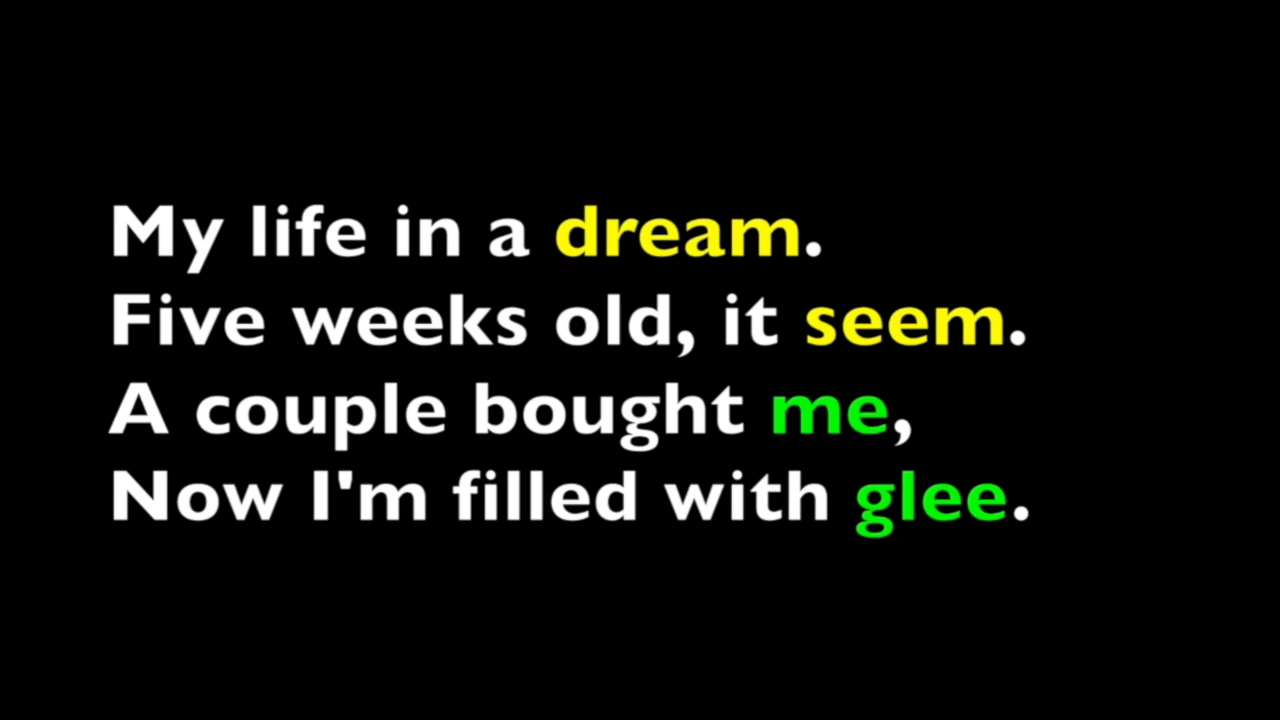 My life in a dream.
Five weeks old, it seem.
A couple bought me,
Now I'm filled with glee.